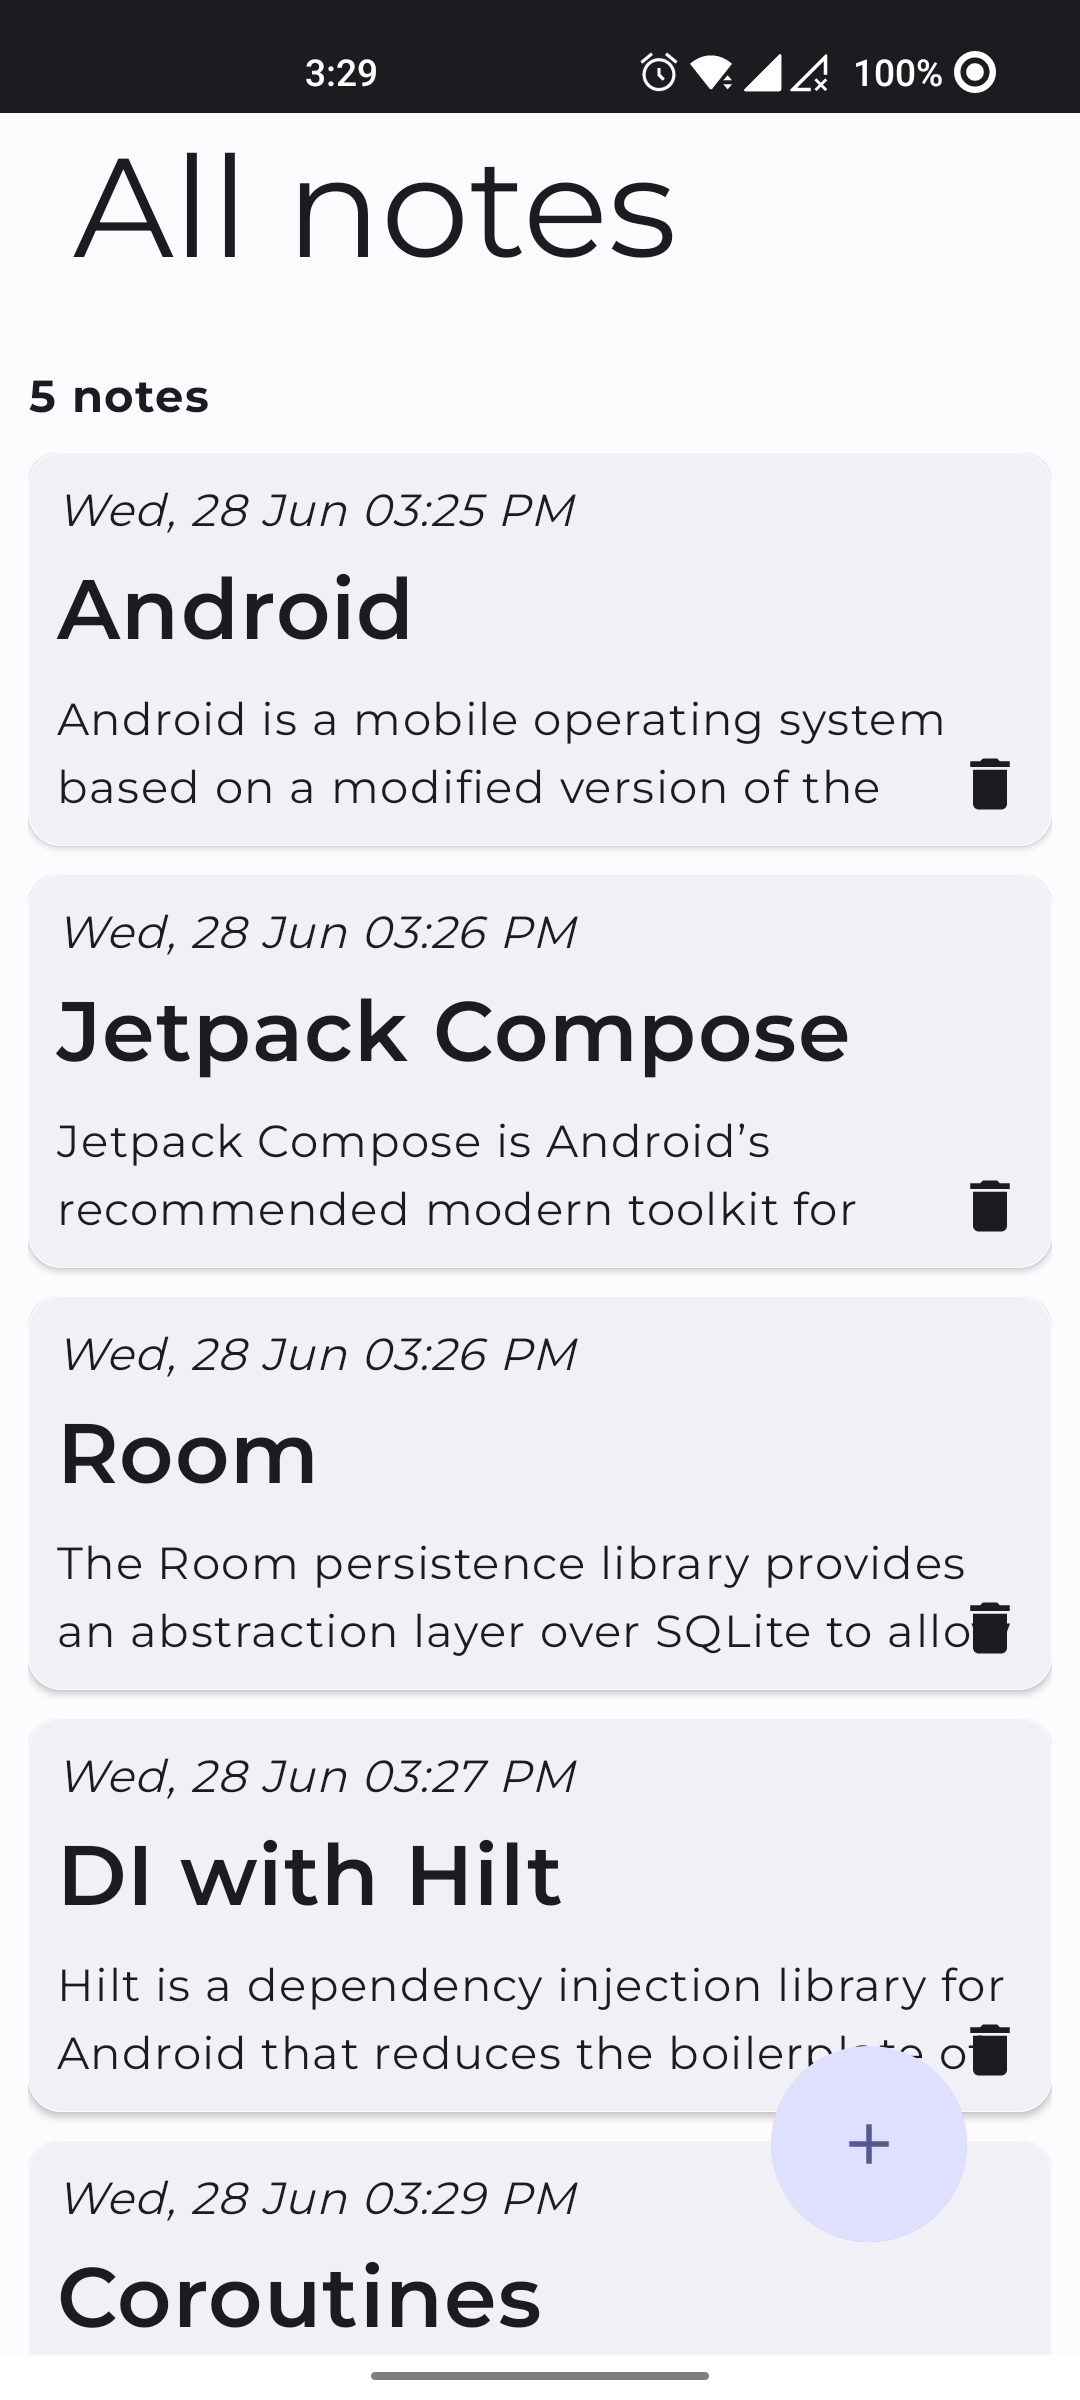 3:29 100%
All notes
5 notes
Wed, 28 Jun 03:25 PM
Android
Android is a mobile operating system
based on a modified version of the
Wed, 28 Jun 03:26 PM
Jetpack Compose
Jetpack Compose is Android’s
recommended modern toolkit for
Wed, 28 Jun 03:26 PM
Room
The Room persistence library provides
an abstraction layer over SQLite to allow
Wed, 28 Jun 03:27 PM
DI with Hilt
Hilt is a dependency injection library for
Android that reduces the boilerplate of
Wed, 28 Jun 03:29 PM
Coroutines